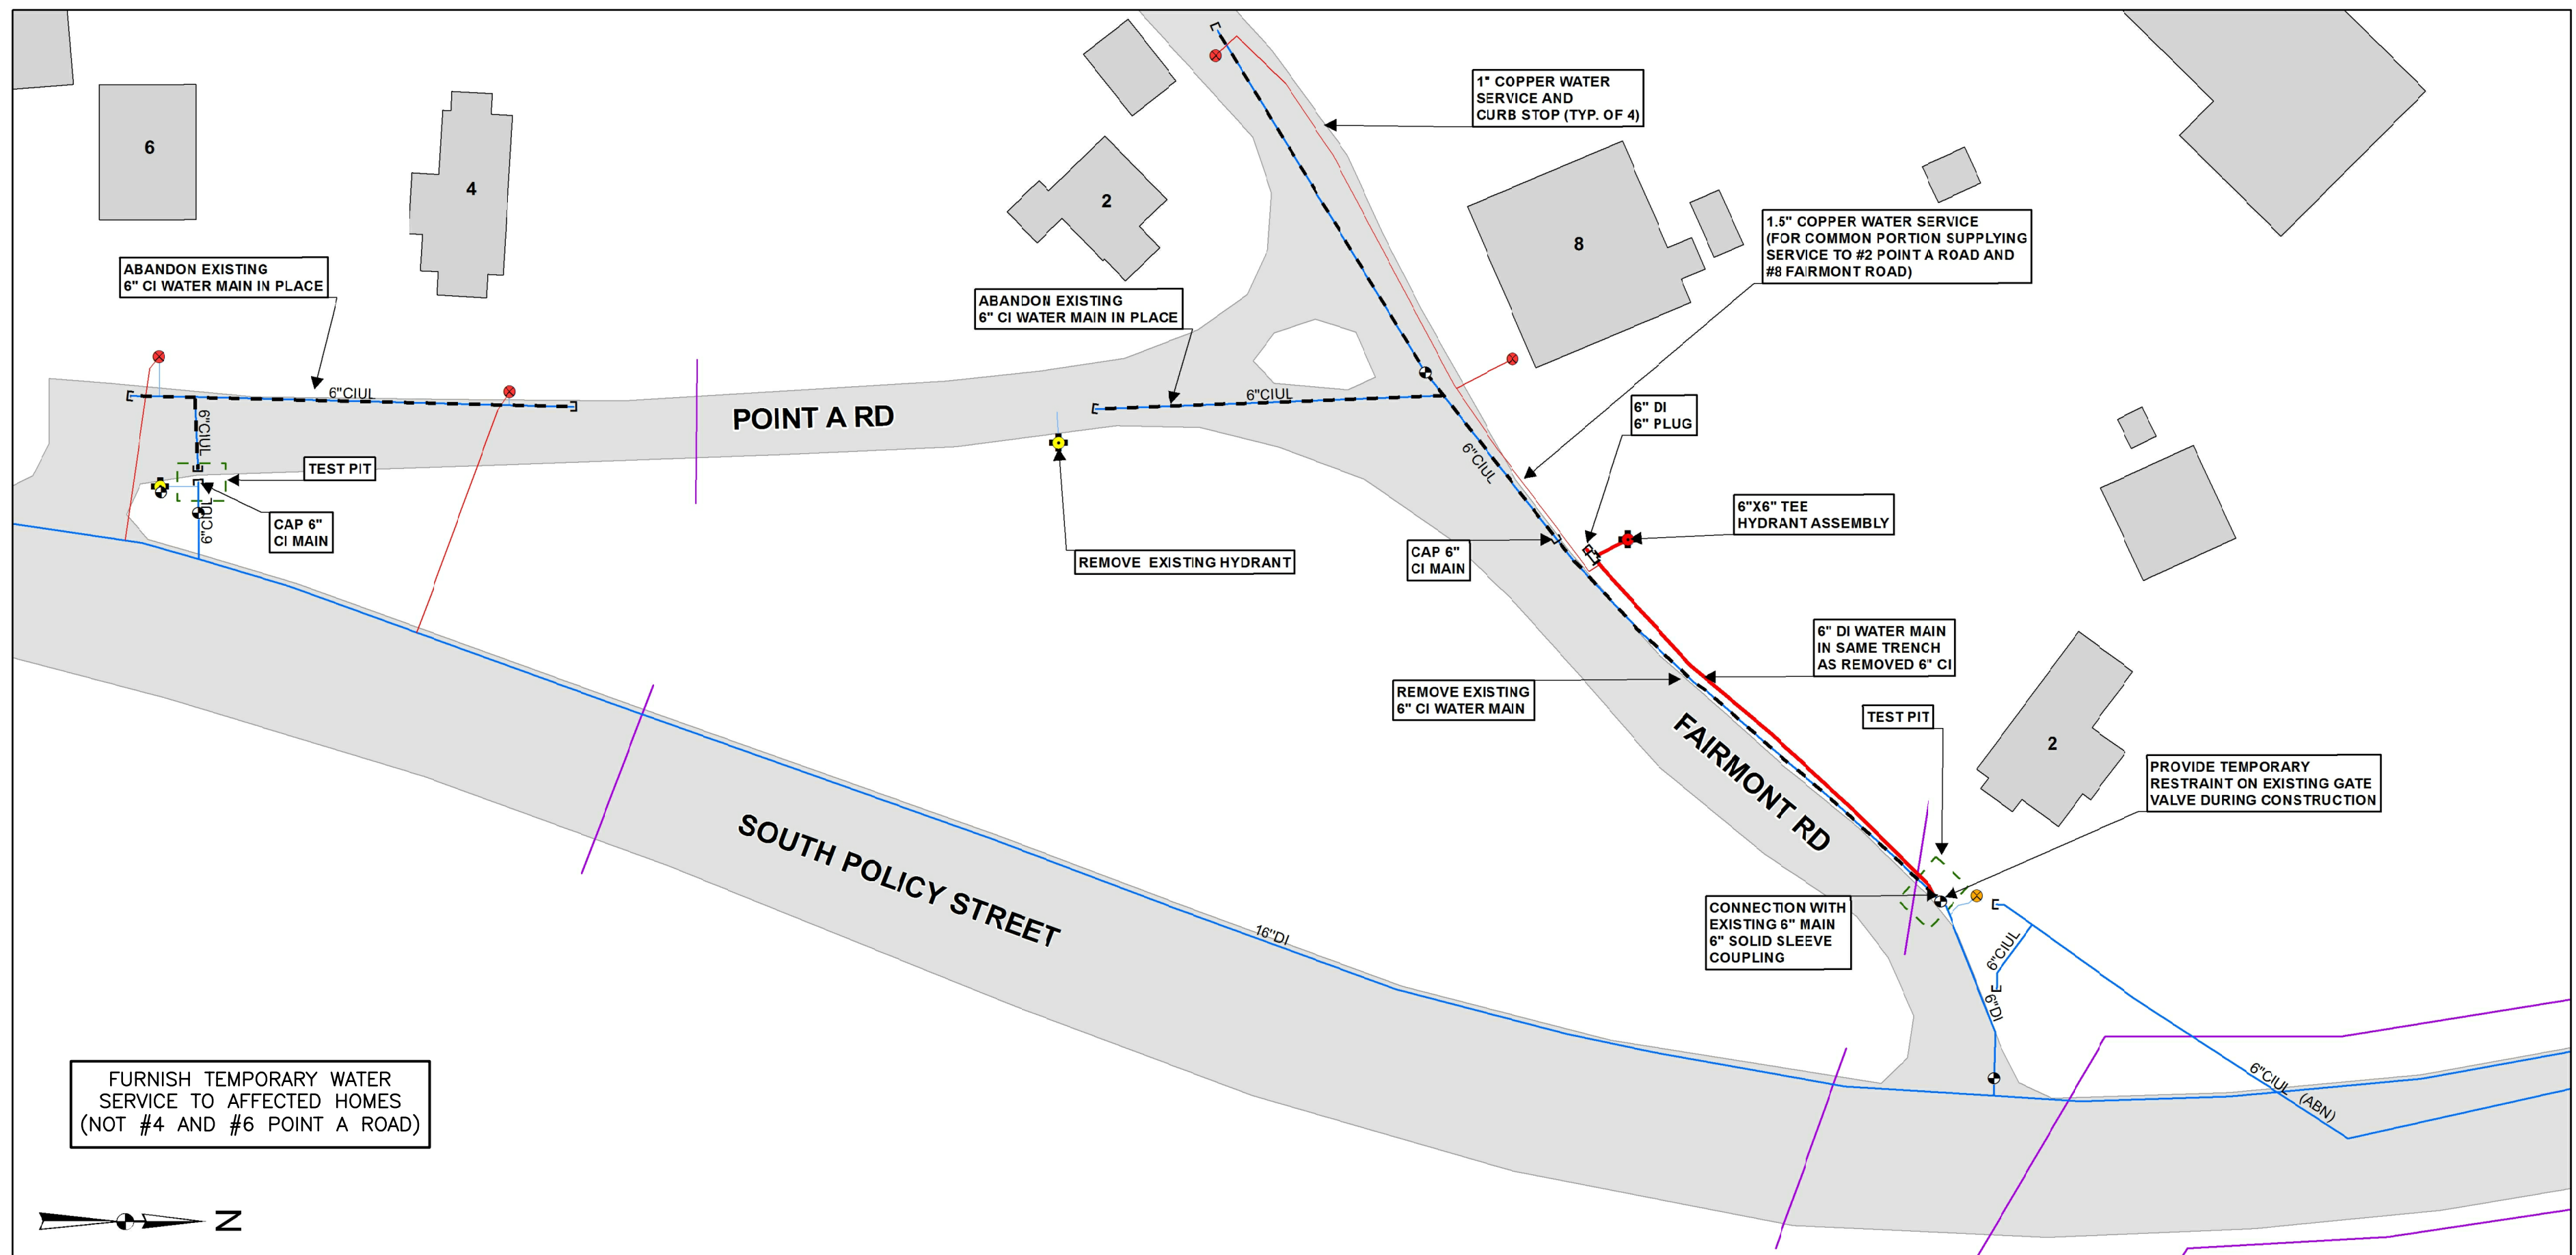 1" COPPER WATER
SERVICE AND
CURB STOP (TYP. OF 4)
6
4
2
8
1.5" COPPER WATER SERVICE
(FOR COMMON PORTION SUPPLYING
SERVICE TO #2 POINT A ROAD AND
#8 FAIRMONT ROAD)
ABANDON EXISTING
6" CI WATER MAIN IN PLACE
ABANDON EXISTING
6" CI WATER MAIN IN PLACE
6"CIUL
6"CIUL
6"CIUL
POINT A RD
6" DI
6" PLUG
6"CIUL
TEST PIT
6"CIUL
CAP 6"
CI MAIN
REMOVE  EXISTING HYDRANT
CAP 6"
CI MAIN
6"X6" TEE
HYDRANT ASSEMBLY
6" DI WATER MAIN
IN SAME TRENCH
AS REMOVED 6" CI
REMOVE EXISTING
6" CI WATER MAIN
TEST PIT
FAIRMONT RD
2
PROVIDE TEMPORARY
RESTRAINT ON EXISTING GATE
VALVE DURING CONSTRUCTION
SOUTH POLICY STREET
16"DI
CONNECTION WITH
EXISTING 6" MAIN
6" SOLID SLEEVE
COUPLING
6"CIUL
6"DI
6"CIUL
(ABN)
FURNISH TEMPORARY WATER
SERVICE TO AFFECTED HOMES
(NOT #4 AND #6 POINT A ROAD)
N